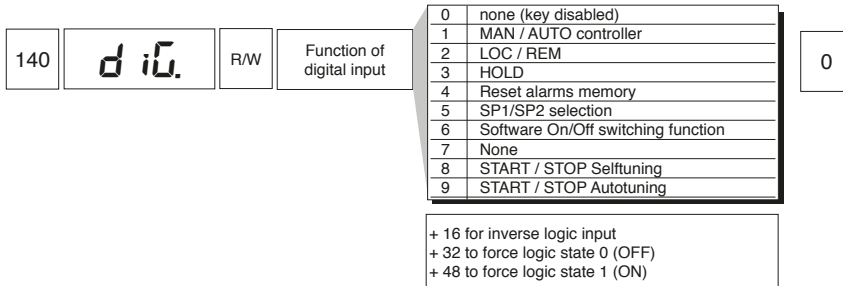 140
diG.
R/W
Function of
digital input
0 none (key disabled)
1 MAN / AUTO controller
2 LOC / REM
3 HOLD
4 Reset alarms memory
5 SP1/SP2 selection
6 Software On/Off switching function
7 None
8 START / STOP Selftuning
9 START / STOP Autotuning
0
+ 16 for inverse logic input
+ 32 to force logic state 0 (OFF)
+ 48 to force logic state 1 (ON)